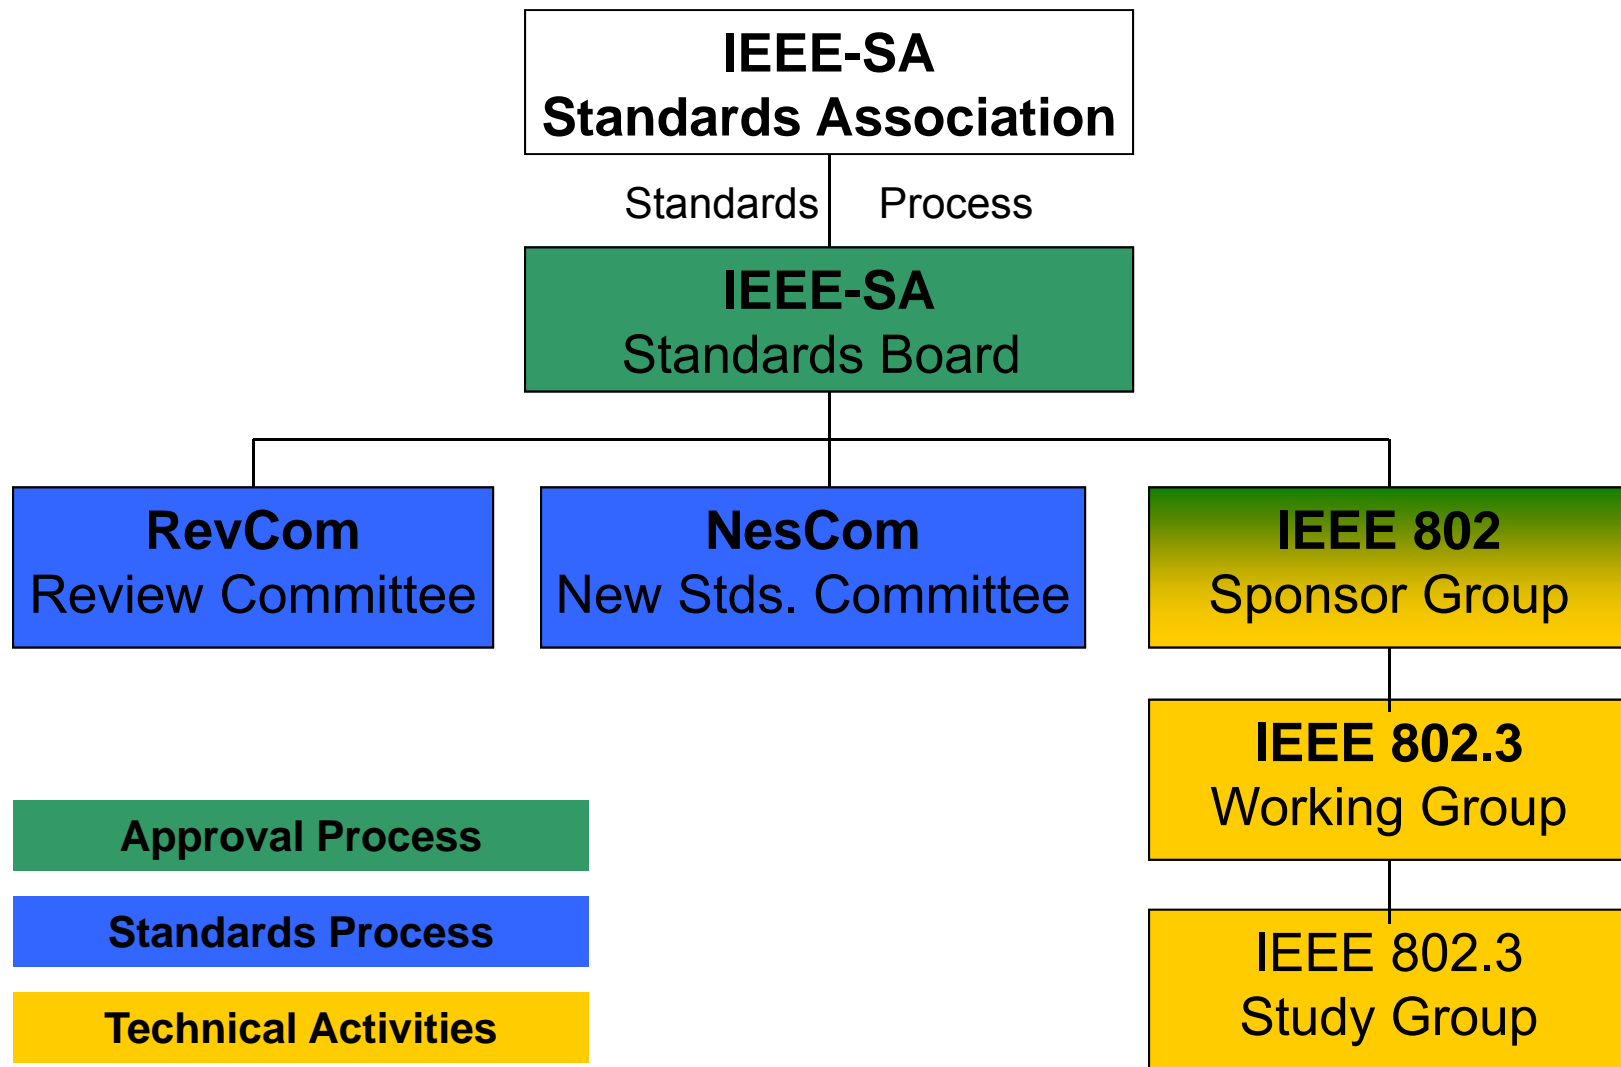 IEEE-SA
Standards Association
Standards Process
IEEE-SA
Standards Board
RevCom
Review Committee
NesCom
New Stds. Committee
IEEE 802
Sponsor Group
IEEE 802.3
Working Group
IEEE 802.3
Study Group
Approval Process
Standards Process
Technical Activities